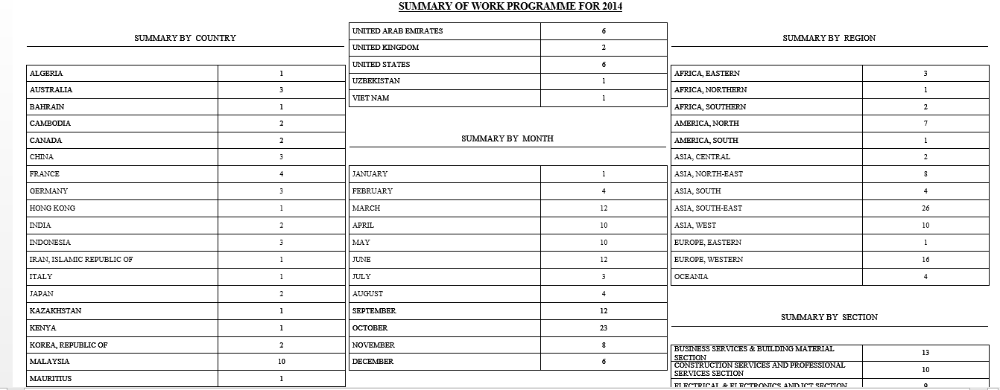 SUMMARY OF WORK PROGRAMME FOR 2014
SUMMARY BY COUNTRY
ALGERIA 1
AUSTRALIA 3
BAHRAIN 1
CAMBODIA 2
CANADA 2
CHINA 3
FRANCE 4
GERMANY 3
HONG KONG 1
INDIA 2
INDONESIA 3
IRAN, ISLAMIC REPUBLIC OF 1
ITALY 1
JAPAN 2
KAZAKHSTAN 1
KENYA 1
KOREA, REPUBLIC OF 2
MALAYSIA 10
MAURITIUS 1
UNITED ARAB EMIRATES 6
UNITED KINGDOM 2
UNITED STATES 6
UZBEKISTAN 1
VIET NAM 1
SUMMARY BY MONTH
JANUARY 1
FEBRUARY 4
MARCH 12
APRIL 10
MAY 10
JUNE 12
JULY 3
AUGUST 4
SEPTEMBER 12
OCTOBER 23
NOVEMBER 8
DECEMBER 6
SUMMARY BY REGION
AFRICA, EASTERN 3
AFRICA, NORTHERN 1
AFRICA, SOUTHERN 2
AMERICA, NORTH 7
AMERICA, SOUTH 1
ASIA, CENTRAL 2
ASIA, NORTH-EAST 8
ASIA, SOUTH 4
ASIA, SOUTH-EAST 26
ASIA, WEST 10
EUROPE, EASTERN 1
EUROPE, WESTERN 16
OCEANIA 4
SUMMARY BY SECTION
BUSINESS SERVICES & BUILDING MATERIAL
SECTION 13
CONSTRUCTION SERVICES AND PROFESSIONAL
SERVICES SECTION 10
ELECTRICAL & ELECTRONICS AND ICT SECTION 9